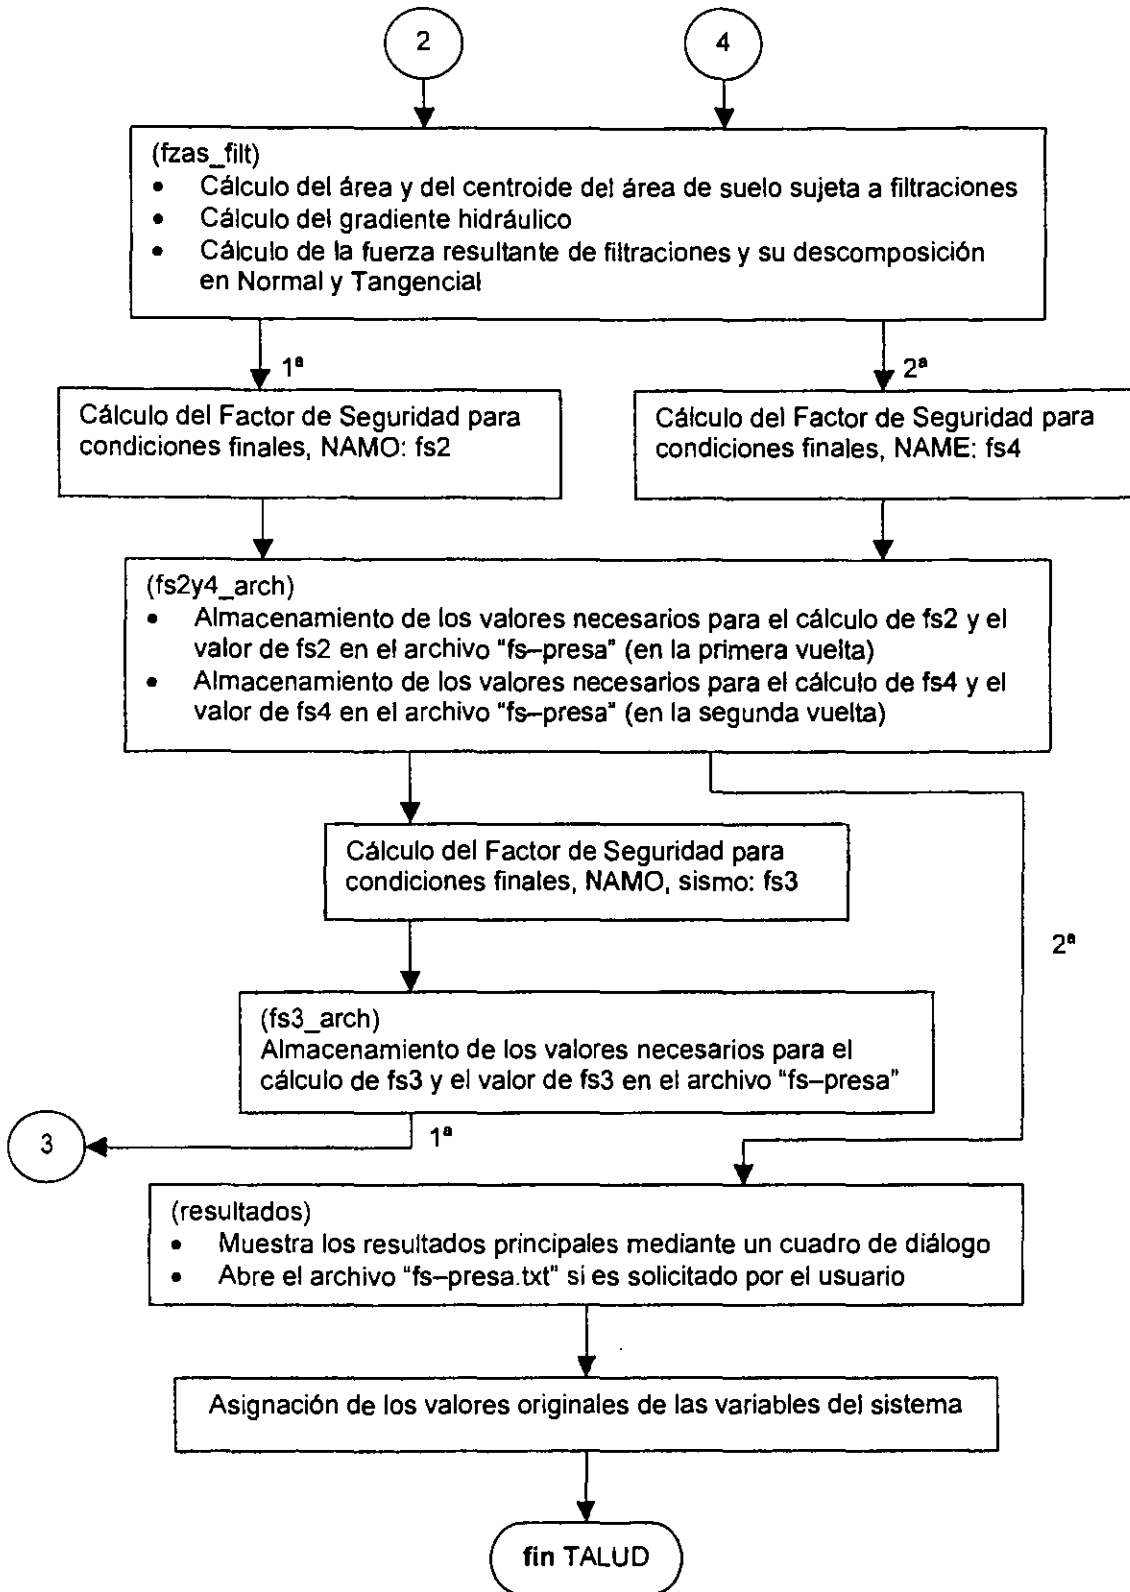 2
4
(fzas_filt)
• Cálculo del área y del centroide del área de suelo sujeta a filtraciones
• Cálculo del gradiente hidráulico
• Cálculo de la fuerza resultante de filtraciones y su descomposición
en Normal y Tangencial
1ª
2ª
Cálculo del Factor de Seguridad para
condiciones finales, NAMO: fs2
Cálculo del Factor de Seguridad para
condiciones finales, NAME: fs4
(fs2y4_arch)
• Almacenamiento de los valores necesarios para el cálculo de fs2 y el
valor de fs2 en el archivo “fs–presa” (en la primera vuelta)
• Almacenamiento de los valores necesarios para el cálculo de fs4 y el
valor de fs4 en el archivo “fs–presa” (en la segunda vuelta)
Cálculo del Factor de Seguridad para
condiciones finales, NAMO, sismo: fs3
2ª
(fs3_arch)
Almacenamiento de los valores necesarios para el
cálculo de fs3 y el valor de fs3 en el archivo “fs–presa”
3
1ª
(resultados)
• Muestra los resultados principales mediante un cuadro de diálogo
• Abre el archivo “fs–presa.txt” si es solicitado por el usuario
Asignación de los valores originales de las variables del sistema
fin TALUD